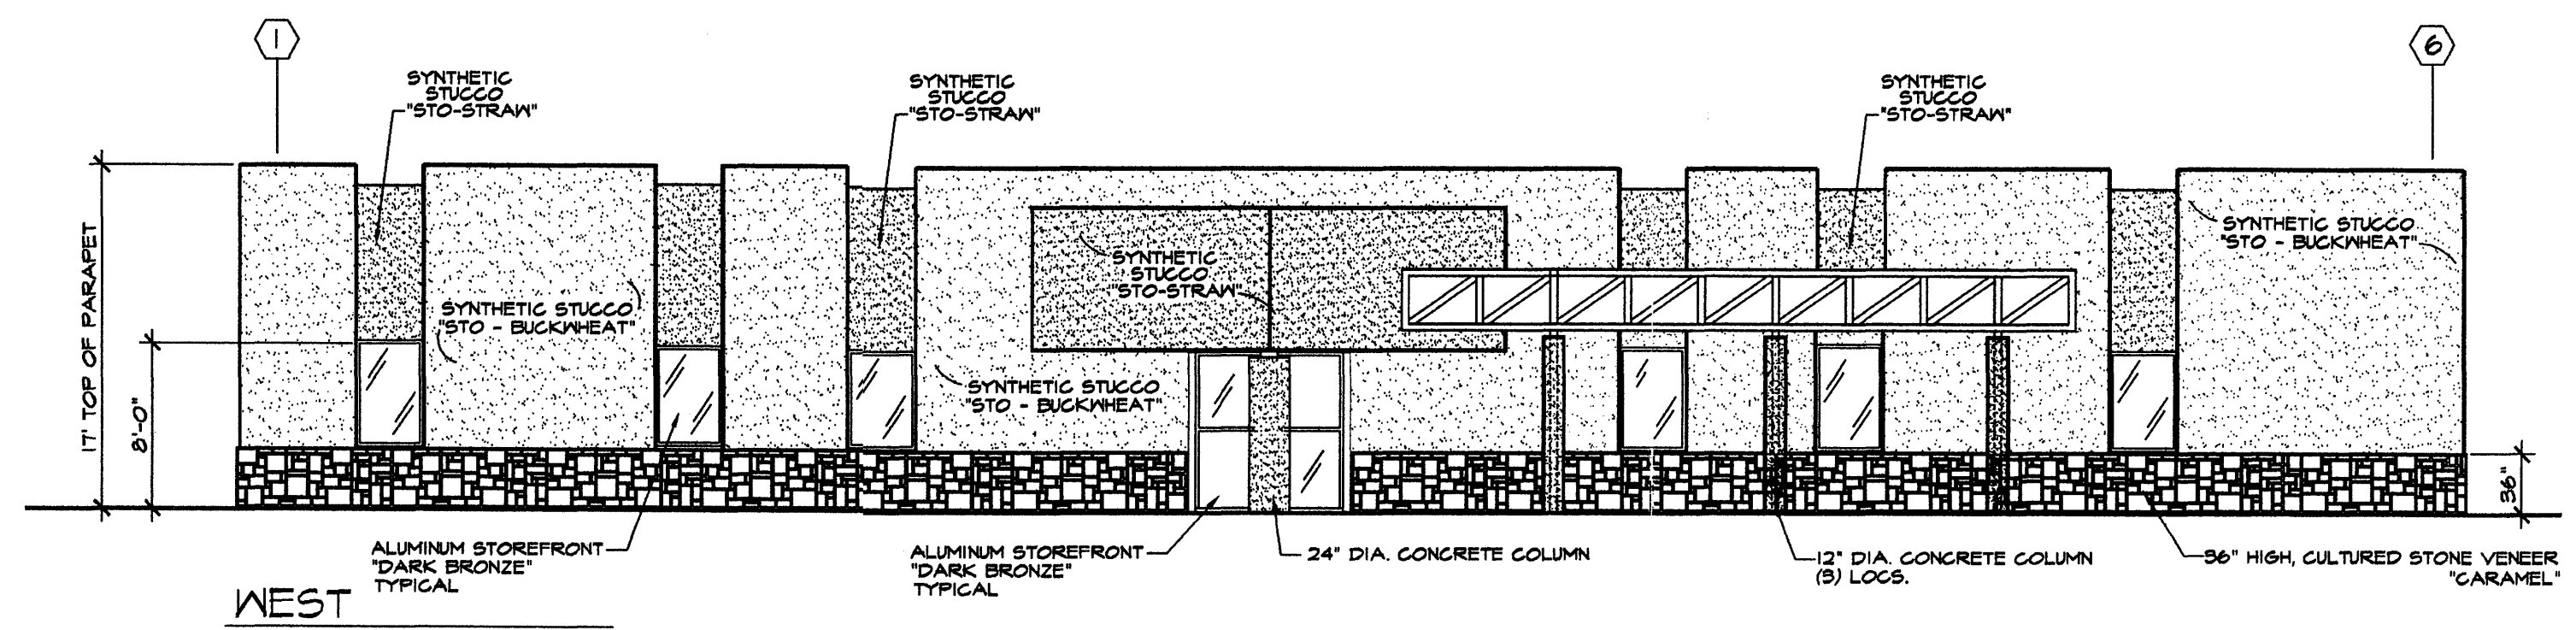 1
6
SYNTHETIC
STUCCO
"STO-STRAW"
SYNTHETIC
STUCCO
"STO-STRAW"
SYNTHETIC
STUCCO
"STO-STRAW"
17' TOP OF PARAPET
8'-0"
SYNTHETIC STUCCO
"STO - BUCKWHEAT"
SYNTHETIC
STUCCO
"STO-STRAW"
SYNTHETIC STUCCO
"STO - BUCKWHEAT"
SYNTHETIC STUCCO
"STO - BUCKWHEAT"
36"
ALUMINUM STOREFRONT
"DARK BRONZE"
TYPICAL
ALUMINUM STOREFRONT
"DARK BRONZE"
TYPICAL
24" DIA. CONCRETE COLUMN
12" DIA. CONCRETE COLUMN
(3) LOCS.
36" HIGH, CULTURED STONE VENEER
"CARAMEL"
WEST